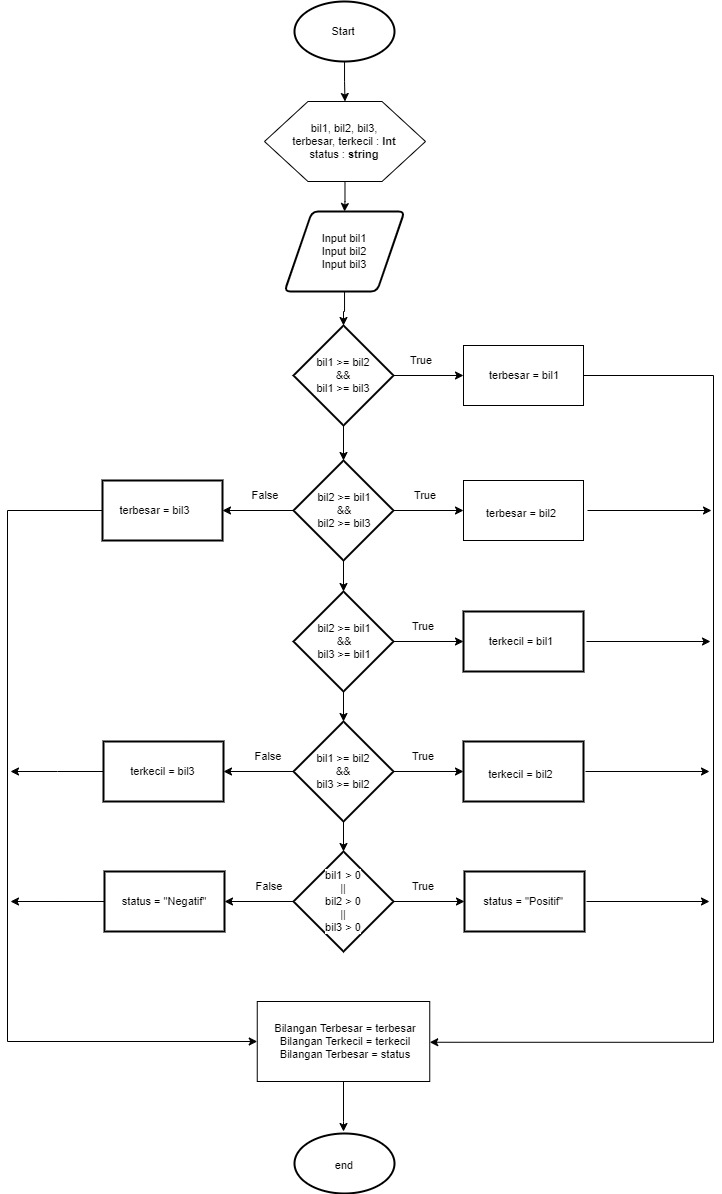 Start
bil1, bil2, bil3,
terbesar, terkecil : Int
status : string
Input bil1
Input bil2
Input bil3
bil1 >= bil2
&&
bil1 >= bil3
True
terbesar = bil1
terbesar = bil3
False
bil2 >= bil1
&&
bil2 >= bil3
True
terbesar = bil2
bil2 >= bil1
&&
bil3 >= bil1
True
terkecil = bil1
terkecil = bil3
False
bil1 >= bil2
&&
bil3 >= bil2
True
terkecil = bil2
status = "Negatif"
False
bil1 > 0
||
bil2 > 0
||
bil3 > 0
True
status = "Positif"
Bilangan Terbesar = terbesar
Bilangan Terkecil = terkecil
Bilangan Terbesar = status
end